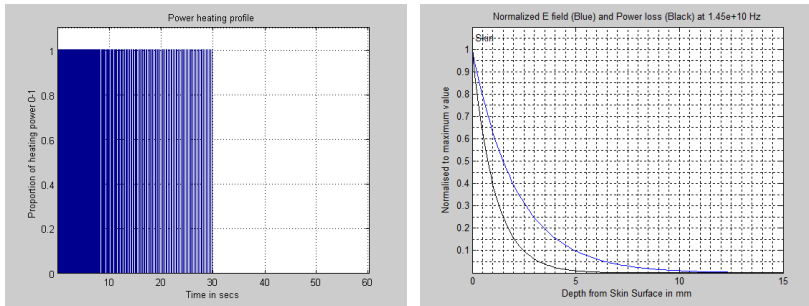 Power heating profile
Proportion of heating power 0-1
1
0.8
0.6
0.4
0.2
0
10 20 30 40 50 60
Time in secs
Normalized E field (Blue) and Power loss (Black) at 1.45e+10 Hz
Skin
Normalised to maximum value
1
0.9
0.8
0.7
0.6
0.5
0.4
0.3
0.2
0.1
0 5 10 15
Depth from Skin Surface in mm